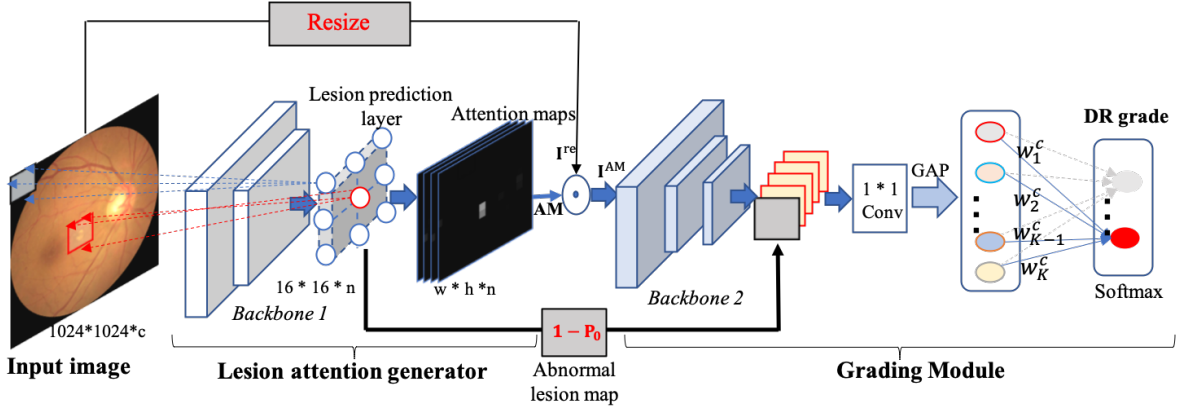 Resize
Lesion prediction
layer
Attention maps
I^re
I^AM
AM
DR grade
1 * 1
Conv
GAP
w_1^c
w_2^c
w_{K-1}^c
w_K^c
16 * 16 * n
w * h *n
Backbone 1
Backbone 2
Softmax
1024*1024*c
1 − P_0
Input image
Lesion attention generator
Abnormal
lesion map
Grading Module